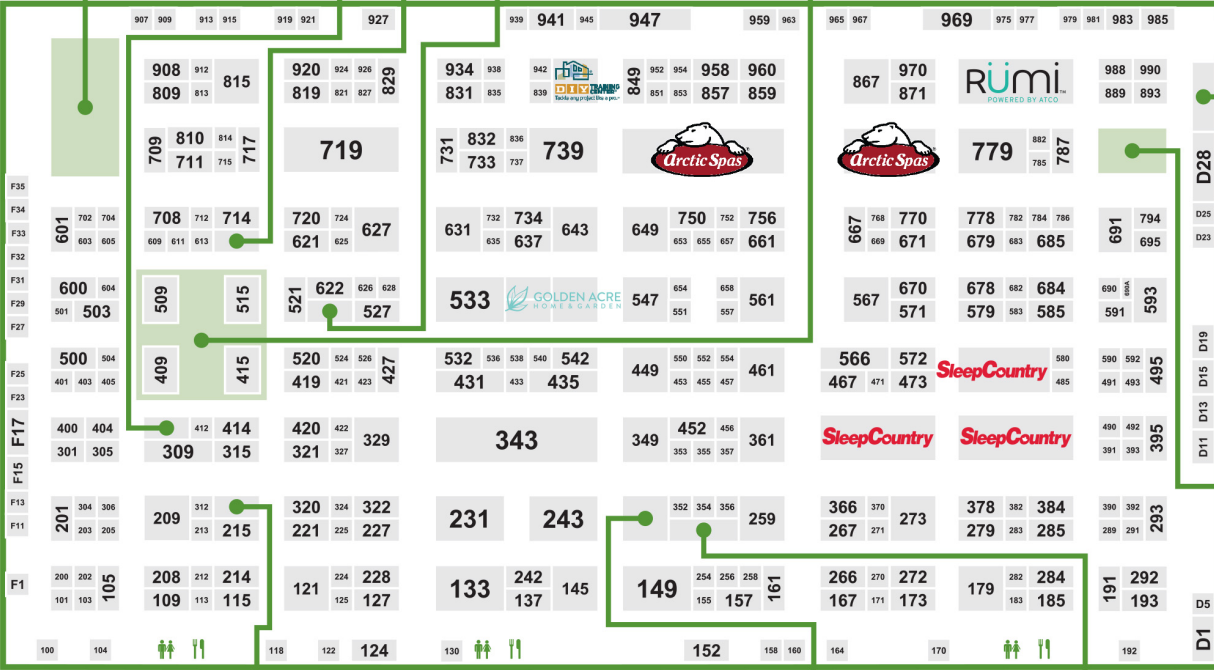 907 909 913 915 919 921 927 939 941 945 947 959 963 965 967 969 975 977 979 981 983 985
908 912 815 920 924 926 829 934 938 942 849 952 954 958 960 867 970 RÜMI™ 988 990
809 813 819 821 827 831 835 839 DIY TRAINING CENTER 851 853 857 859 871 POWERED BY ATCO 889 893
Tackle any project like a pro!
709 810 814 717 719 731 832 836 739 arctic Spas arctic Spas 779 882 787 D28
711 715 733 737 785
F35
F34 601 702 704 708 712 714 720 724 627 631 732 734 643 649 750 752 756 667 768 770 778 782 784 786 691 794 D25
F33 603 605 609 611 613 621 625 635 637 653 655 657 661 669 671 679 683 685 695 D23
F32
F31 600 604 509 515 521 622 626 628 533 GOLDEN ACRE 547 654 658 561 567 670 678 682 684 690 690A 593
F29 501 503 527 HOME & GARDEN 551 557 571 579 583 585 591
F27
500 504 409 415 520 524 526 427 532 536 538 540 542 449 550 552 554 461 566 572 SleepCountry 580 590 592 495 D19
F25 401 403 405 419 421 423 431 433 435 453 455 457 467 471 473 485 491 493 D15
F23
F17 400 404 412 414 420 422 329 343 349 452 456 361 SleepCountry SleepCountry 490 492 395 D13
301 305 309 315 321 327 353 355 357 391 393 D11
F15
F13 201 304 306 209 312 320 324 322 231 243 352 354 356 259 366 370 273 378 382 384 390 392 293
F11 203 205 213 215 221 225 227 267 271 279 283 285 289 291
F1 200 202 105 208 212 214 121 224 228 133 242 145 149 254 256 258 161 266 270 272 179 282 284 191 292
101 103 109 113 115 125 127 137 155 157 167 171 173 183 185 193 D5
100 104 118 122 124 130 152 158 160 164 170 192 D1